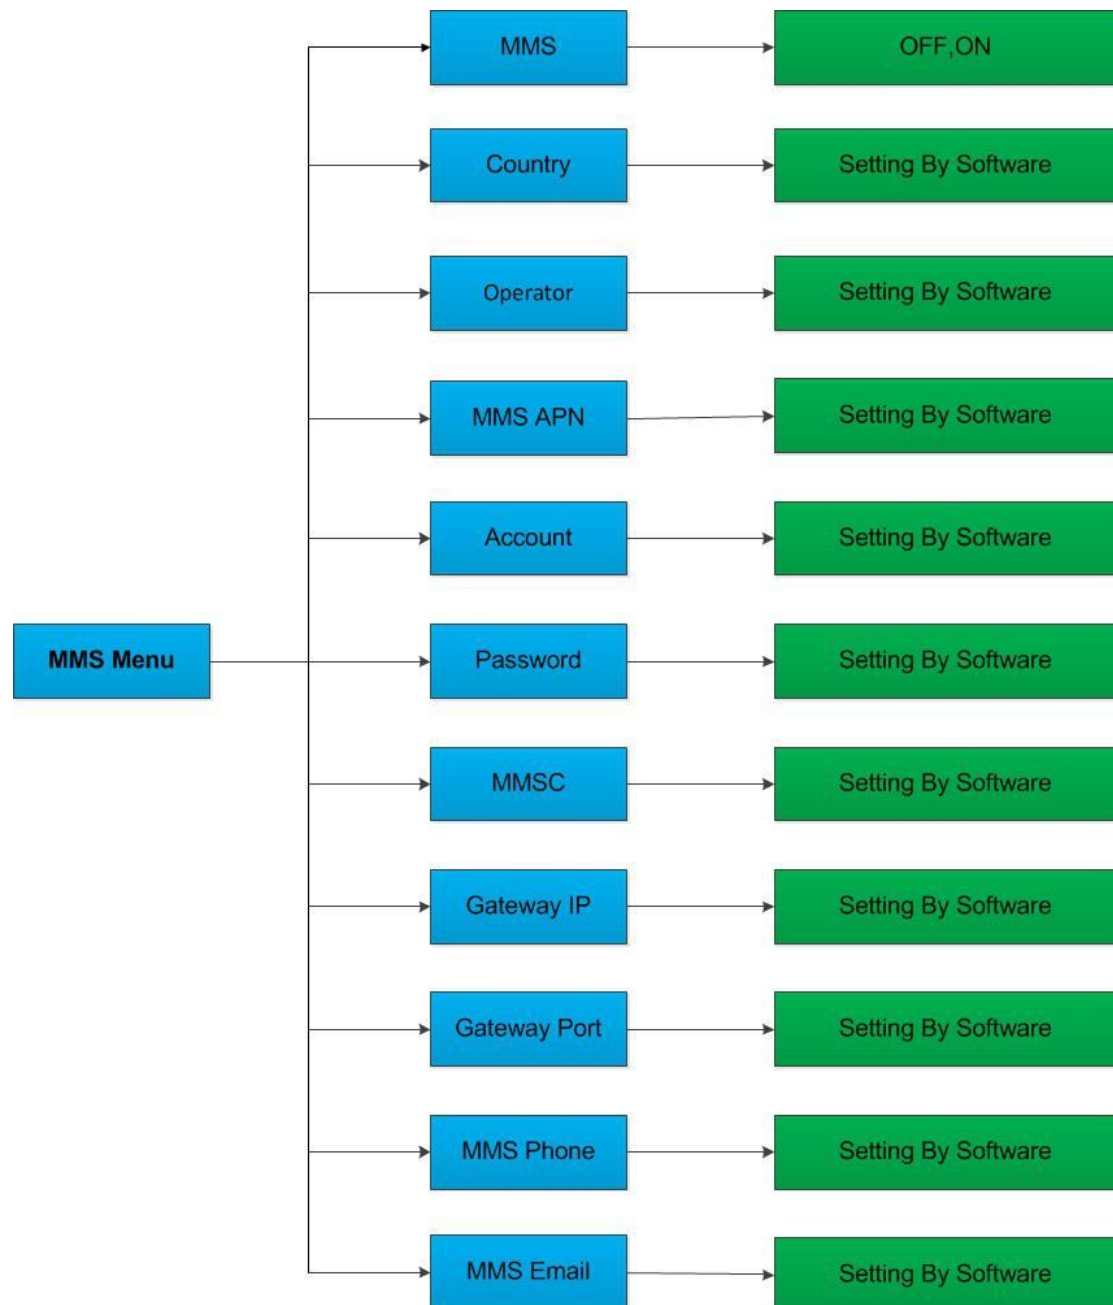 MMS
OFF,ON
Country
Setting By Software
Operator
Setting By Software
MMS APN
Setting By Software
Account
Setting By Software
MMS Menu
Password
Setting By Software
MMSC
Setting By Software
Gateway IP
Setting By Software
Gateway Port
Setting By Software
MMS Phone
Setting By Software
MMS Email
Setting By Software